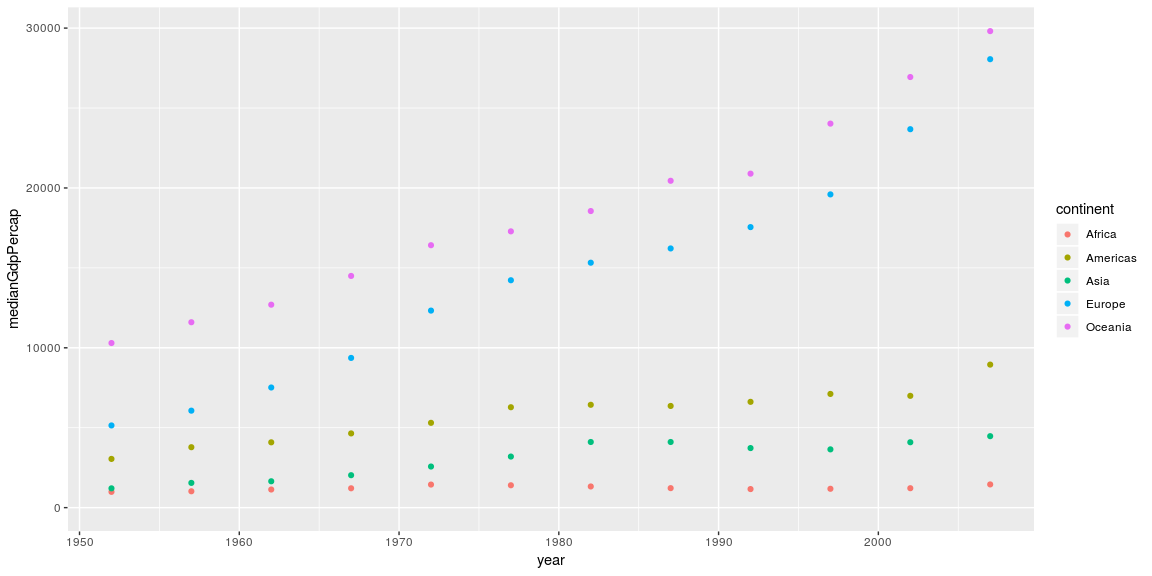 30000
20000
10000
0
medianGdpPercap
1950 1960 1970 1980 1990 2000
year
continent
Africa
Americas
Asia
Europe
Oceania